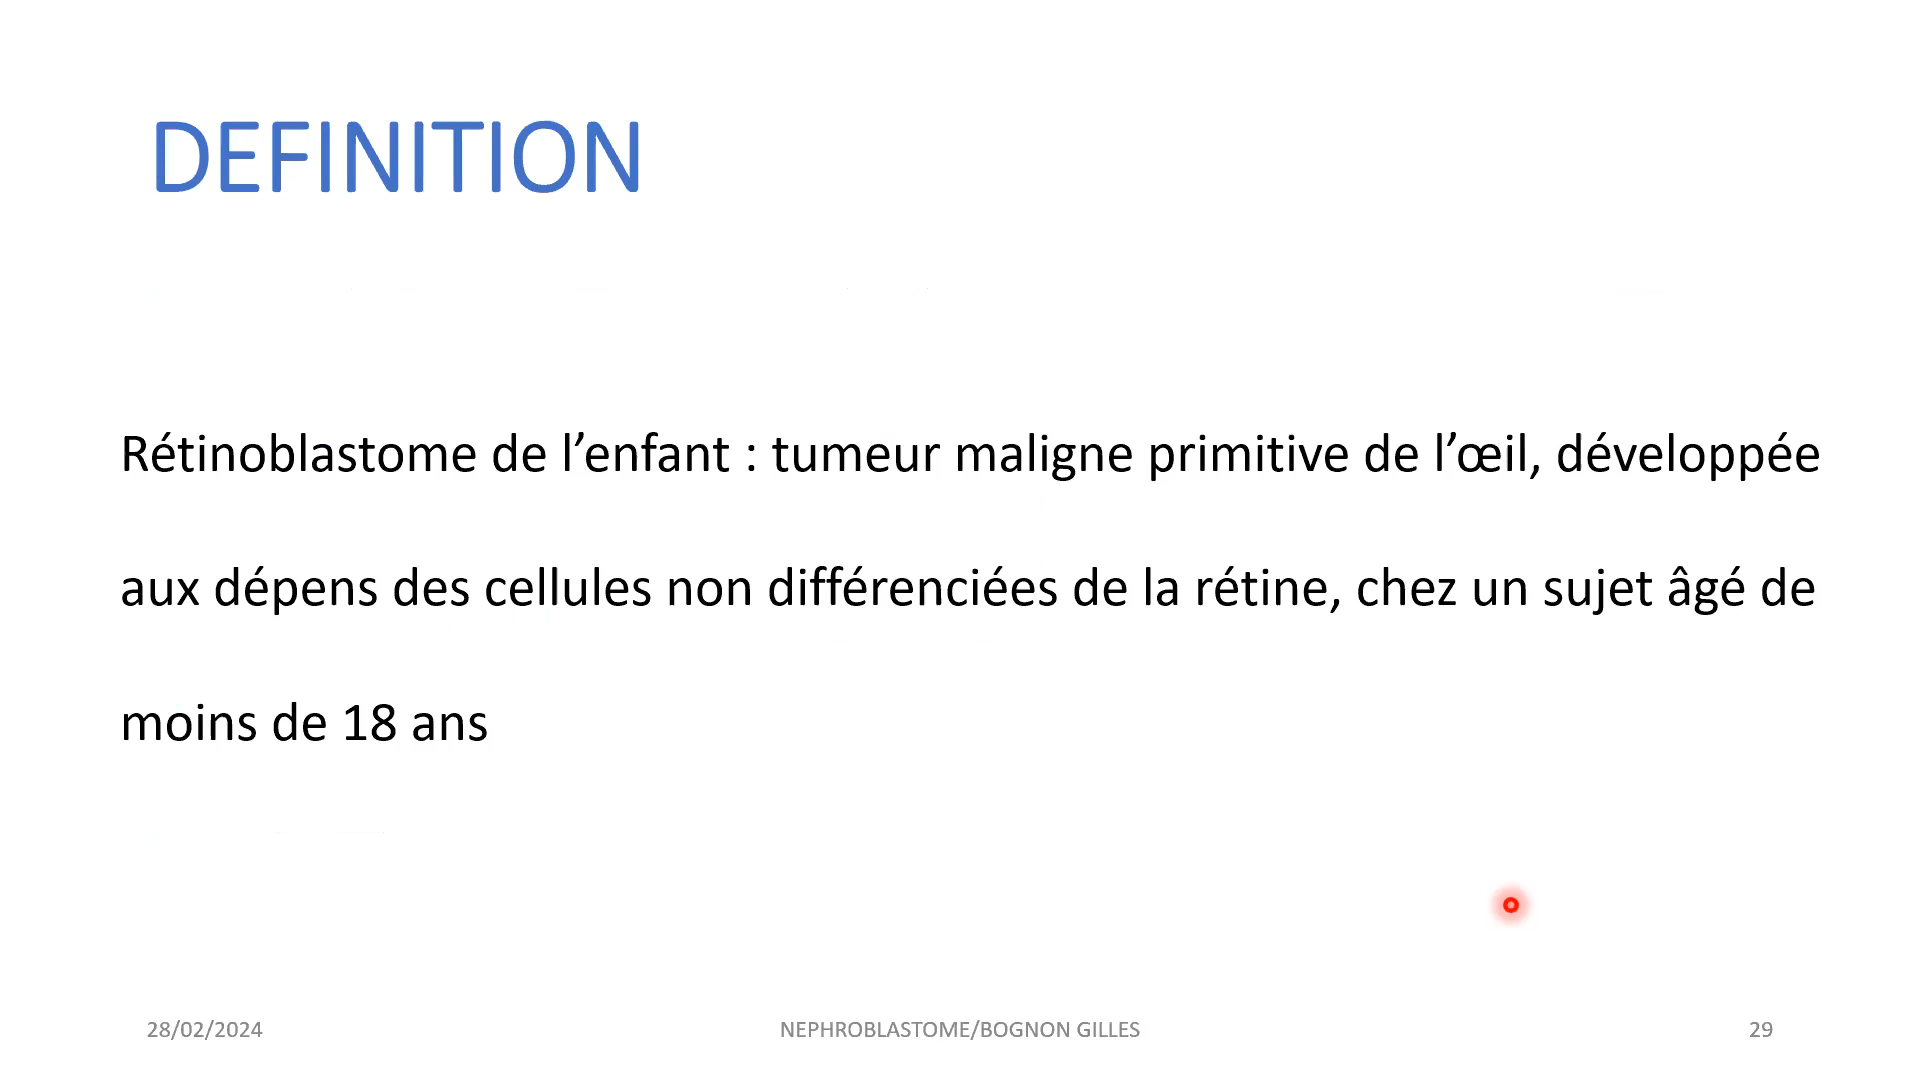 DEFINITION
Rétinoblastome de l’enfant : tumeur maligne primitive de l’œil, développée
aux dépens des cellules non différenciées de la rétine, chez un sujet âgé de
moins de 18 ans
28/02/2024
NEPHROBLASTOME/BOGNON GILLES
29